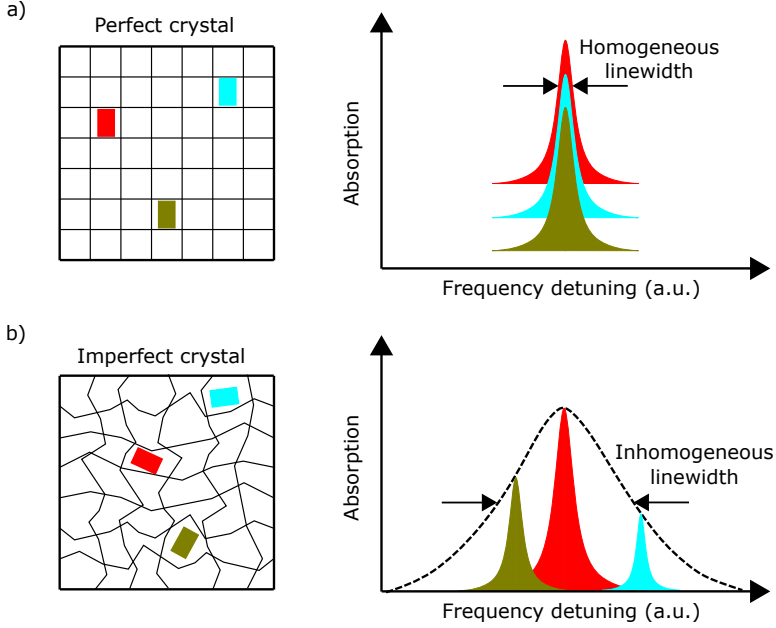 a)
Perfect crystal
Absorption
Homogeneous
linewidth
Frequency detuning (a.u.)
b)
Imperfect crystal
Absorption
Inhomogeneous
linewidth
Frequency detuning (a.u.)